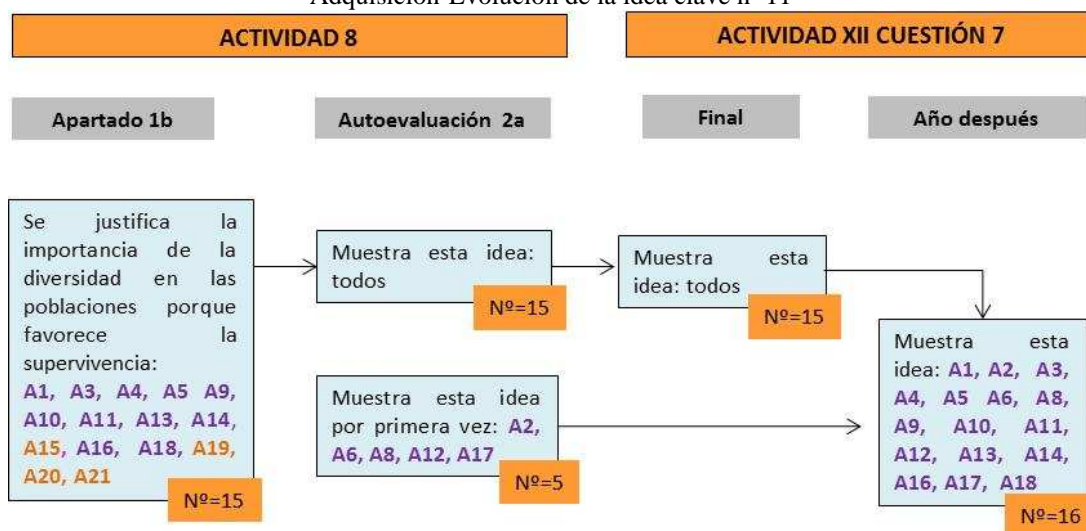 Adquisición-Evolución de la idea clave nº 11
ACTIVIDAD 8
ACTIVIDAD XII CUESTIÓN 7
Apartado 1b
Autoevaluación 2a
Final
Año después
Se justifica la
importancia de la
diversidad en las
poblaciones porque
favorece la
supervivencia:
A1, A3, A4, A5 A9,
A10, A11, A13, A14,
A15, A16, A18, A19,
A20, A21
Nº=15
Muestra esta idea:
todos
Nº=15
Muestra esta idea
por primera vez: A2,
A6, A8, A12, A17
Nº=5
Muestra esta
idea: todos
Nº=15
Muestra esta
idea: A1, A2, A3,
A4, A5 A6, A8,
A9, A10, A11,
A12, A13, A14,
A16, A17, A18
Nº=16